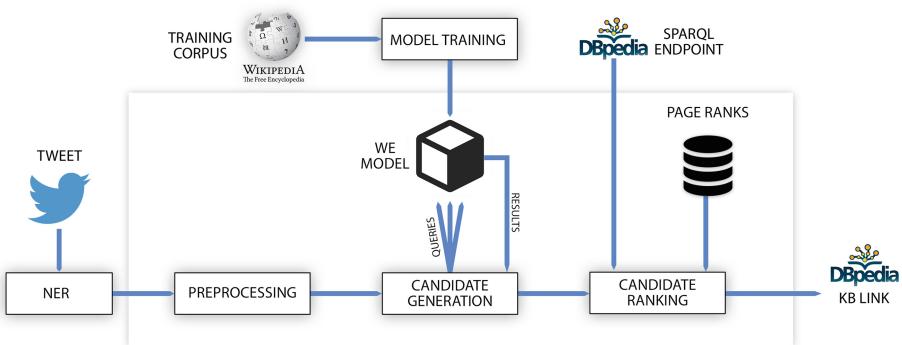 TRAINING
CORPUS
WIKIPEDIA
The Free Encyclopedia
MODEL TRAINING
DBpedia
SPARQL
ENDPOINT
PAGE RANKS
TWEET
WE
MODEL
QUERIES
RESULTS
NER
PREPROCESSING
CANDIDATE
GENERATION
CANDIDATE
RANKING
DBpedia
KB LINK